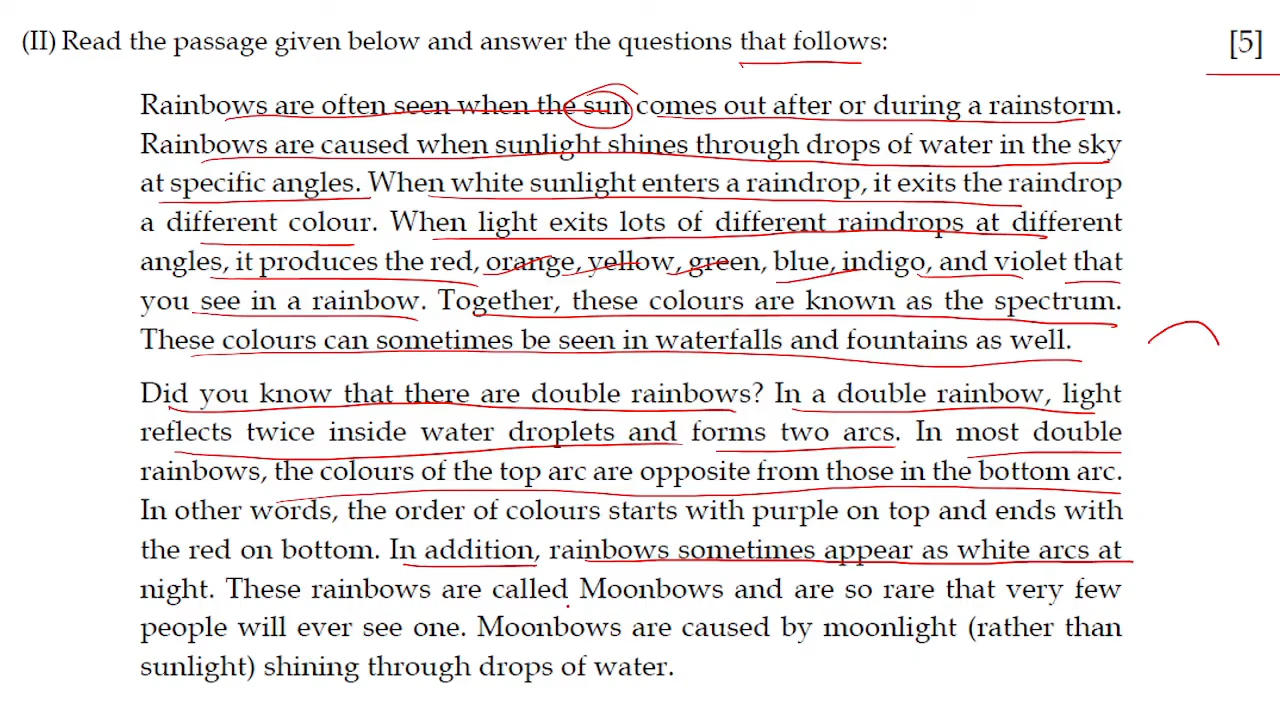 (II) Read the passage given below and answer the questions that follows: [5]
Rainbows are often seen when the sun comes out after or during a rainstorm.
Rainbows are caused when sunlight shines through drops of water in the sky
at specific angles. When white sunlight enters a raindrop, it exits the raindrop
a different colour. When light exits lots of different raindrops at different
angles, it produces the red, orange, yellow, green, blue, indigo, and violet that
you see in a rainbow. Together, these colours are known as the spectrum.
These colours can sometimes be seen in waterfalls and fountains as well.
Did you know that there are double rainbows? In a double rainbow, light
reflects twice inside water droplets and forms two arcs. In most double
rainbows, the colours of the top arc are opposite from those in the bottom arc.
In other words, the order of colours starts with purple on top and ends with
the red on bottom. In addition, rainbows sometimes appear as white arcs at
night. These rainbows are called Moonbows and are so rare that very few
people will ever see one. Moonbows are caused by moonlight (rather than
sunlight) shining through drops of water.